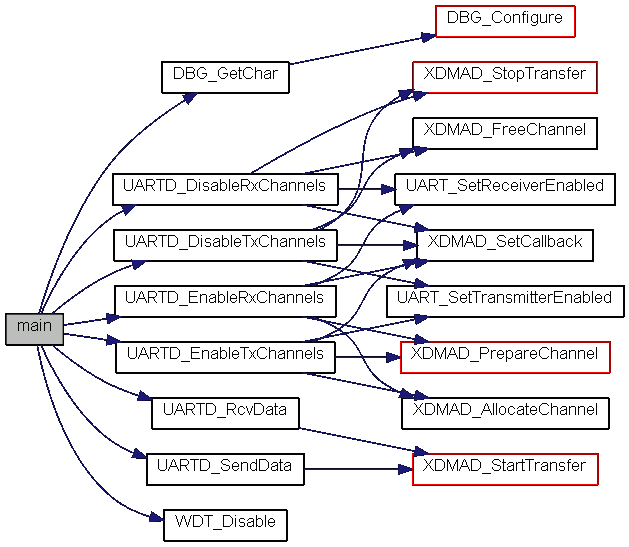 DBG_Configure
DBG_GetChar
XDMAD_StopTransfer
XDMAD_FreeChannel
UARTD_DisableRxChannels
UART_SetReceiverEnabled
UARTD_DisableTxChannels
XDMAD_SetCallback
UARTD_EnableRxChannels
UART_SetTransmitterEnabled
main
UARTD_EnableTxChannels
XDMAD_PrepareChannel
UARTD_RcvData
XDMAD_AllocateChannel
UARTD_SendData
XDMAD_StartTransfer
WDT_Disable